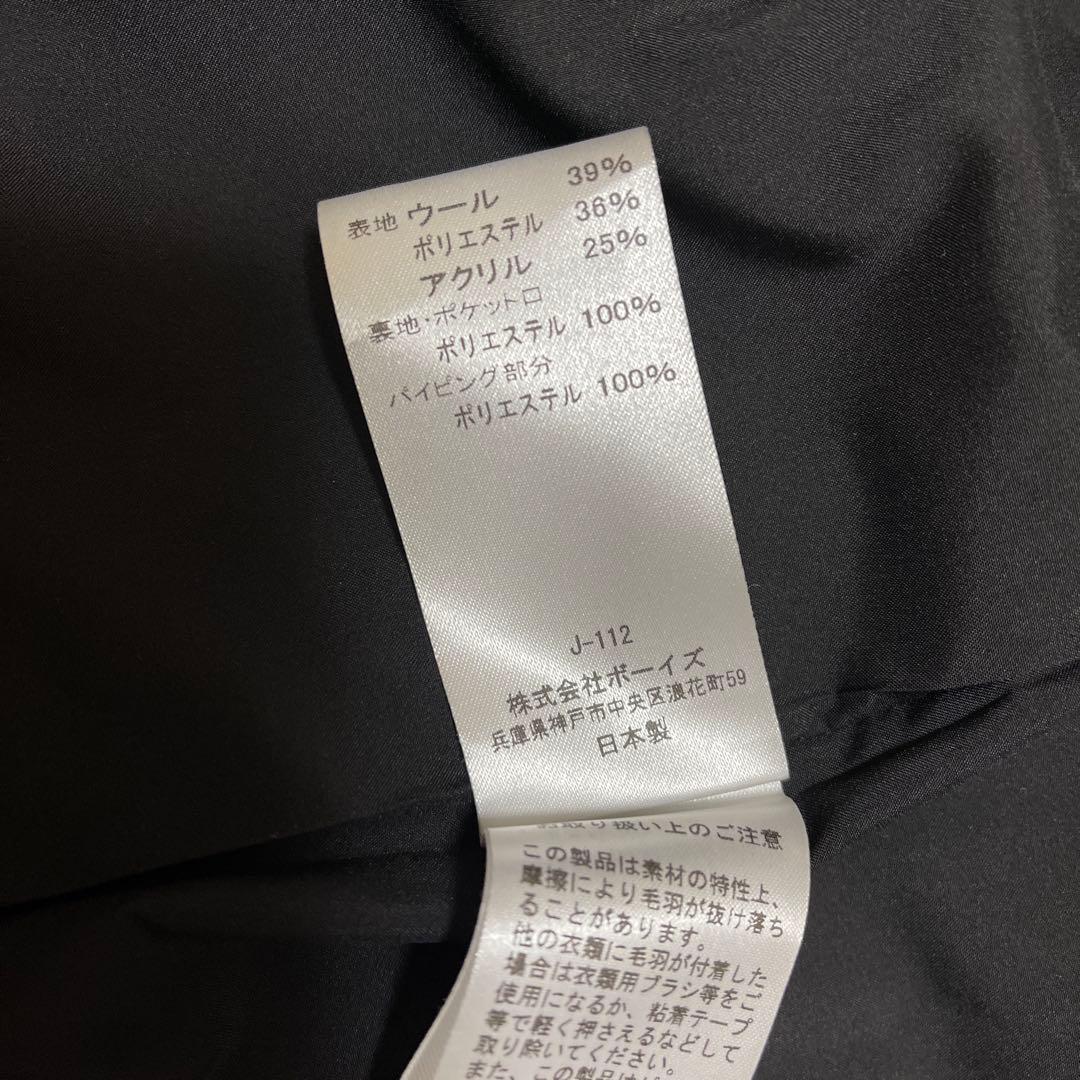 表地 ウール 39%
ポリエステル 36%
アクリル 25%
裏地・ポケット口
ポリエステル 100%
パイピング部分
ポリエステル 100%
J-112
株式会社ボーイズ
兵庫県神戸市中央区浪花町59
日本製
お取り扱い上のご注意
この製品は素材の特性上、
摩擦により毛羽が抜け落ち
ることがあります。
他の衣類に毛羽が付着した
場合は衣類用ブラシ等をご
使用になるか、粘着テープ
等で軽く押さえるなどして
取り除いてください。
また、この製品は